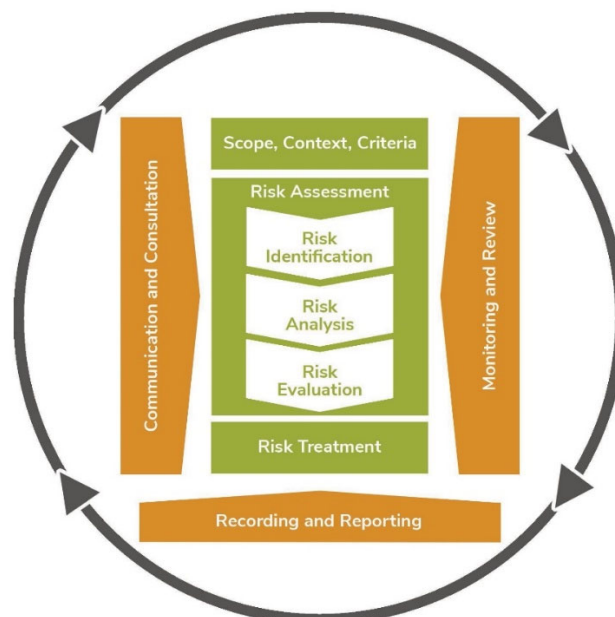 Scope, Context, Criteria
Risk Assessment
Risk
Identification
Risk
Analysis
Risk
Evaluation
Risk Treatment
Communication and Consultation
Monitoring and Review
Recording and Reporting